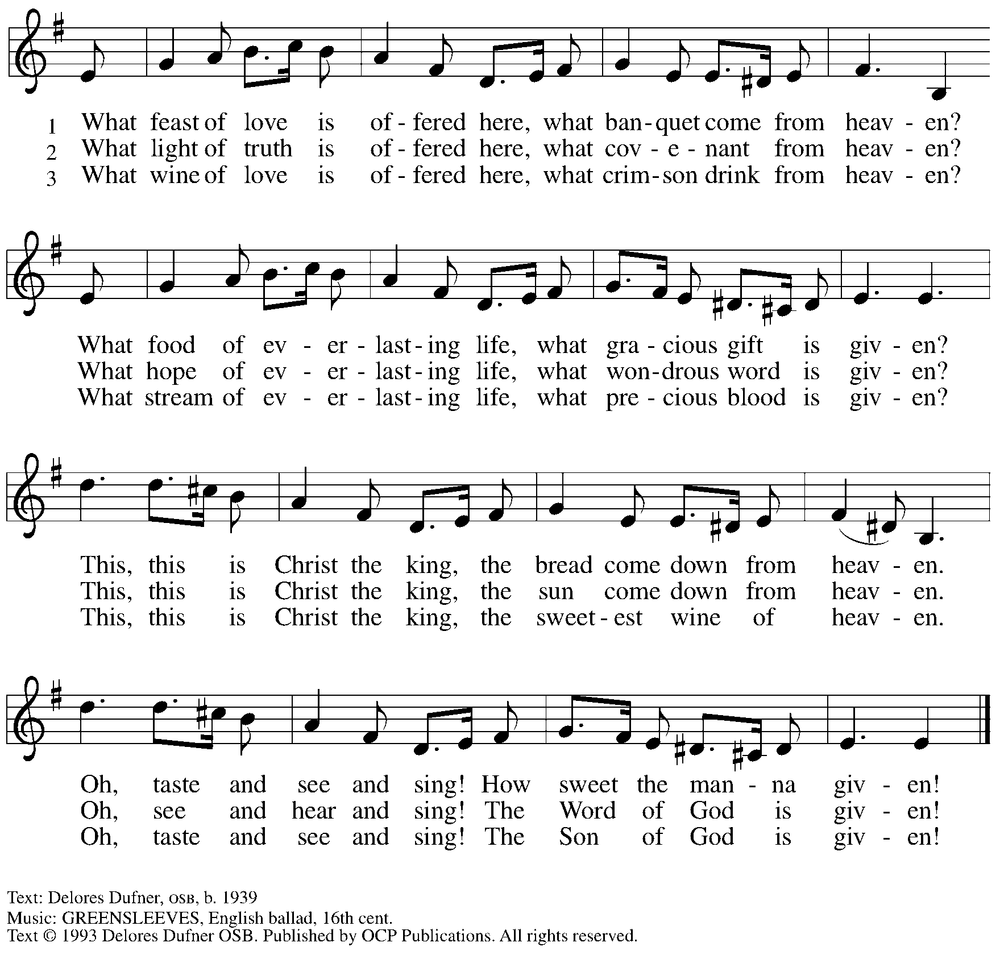 1 What feast of love is of - fered here, what ban - quet come from heav - en?
2 What light of truth is of - fered here, what cov - e - nant from heav - en?
3 What wine of love is of - fered here, what crim - son drink from heav - en?
What food of ev - er - last - ing life, what gra - cious gift is giv - en?
What hope of ev - er - last - ing life, what won - drous word is giv - en?
What stream of ev - er - last - ing life, what pre - cious blood is giv - en?
This, this is Christ the king, the bread come down from heav - en.
This, this is Christ the king, the sun come down from heav - en.
This, this is Christ the king, the sweet - est wine of heav - en.
Oh, taste and see and sing! How sweet the man - na giv - en!
Oh, see and hear and sing! The Word of God is giv - en!
Oh, taste and see and sing! The Son of God is giv - en!
Text: Delores Dufner, OSB, b. 1939
Music: GREENSLEEVES, English ballad, 16th cent.
Text © 1993 Delores Dufner OSB. Published by OCP Publications. All rights reserved.